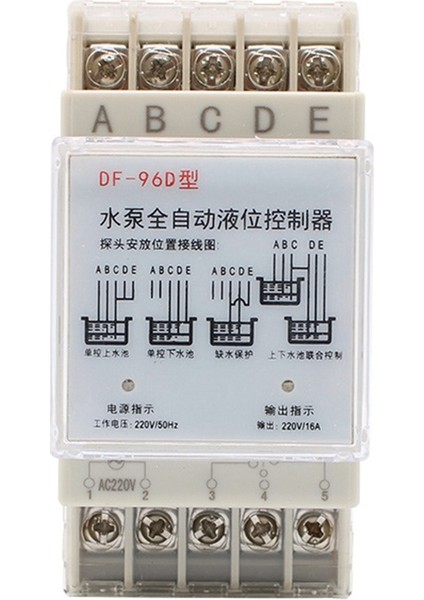 A B C D E
DF-96D型
水泵全自动液位控制器
探头安放位置接线图:
ABC DE
ABCDE ABCDE ABCDE
单控上水池 单控下水池 缺水保护 上下水池联合控制
电源指示 输出指示
工作电压: 220V/50Hz 输出: 220V/16A
1 AC220V 2 3 4 5